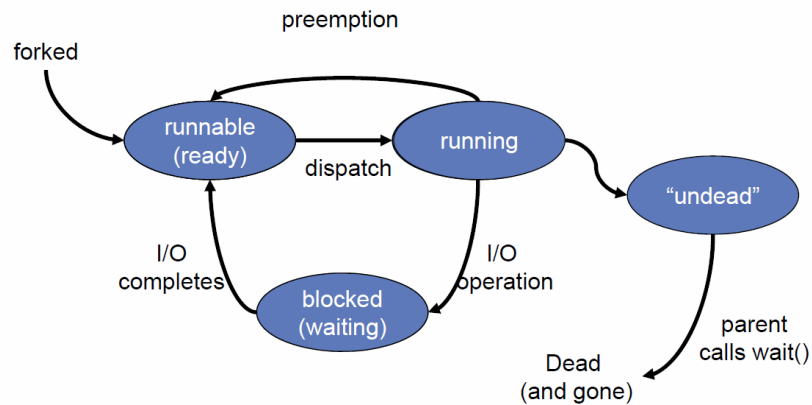 preemption
forked
runnable
(ready)
dispatch
running
“undead”
I/O
completes
I/O
operation
blocked
(waiting)
parent
calls wait()
Dead
(and gone)